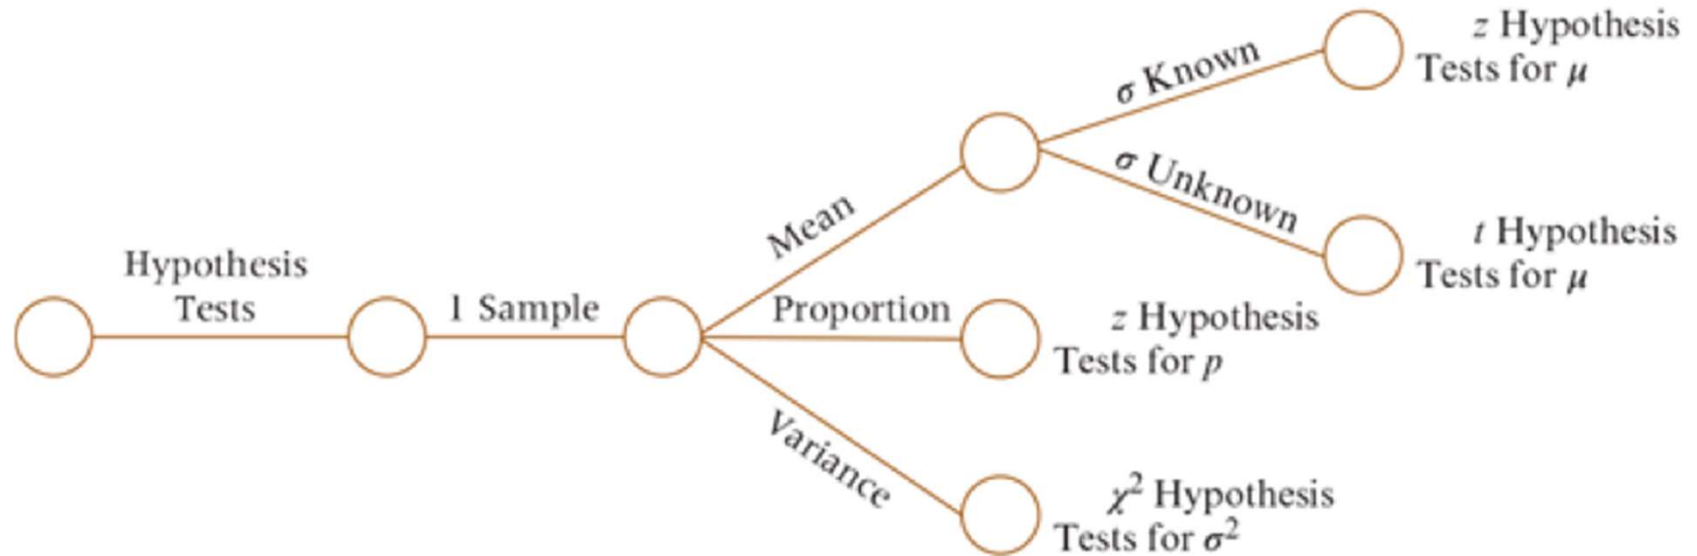 Hypothesis
Tests
1 Sample
Mean
σ Known
z Hypothesis
Tests for μ
σ Unknown
t Hypothesis
Tests for μ
Proportion
z Hypothesis
Tests for p
Variance
χ² Hypothesis
Tests for σ²